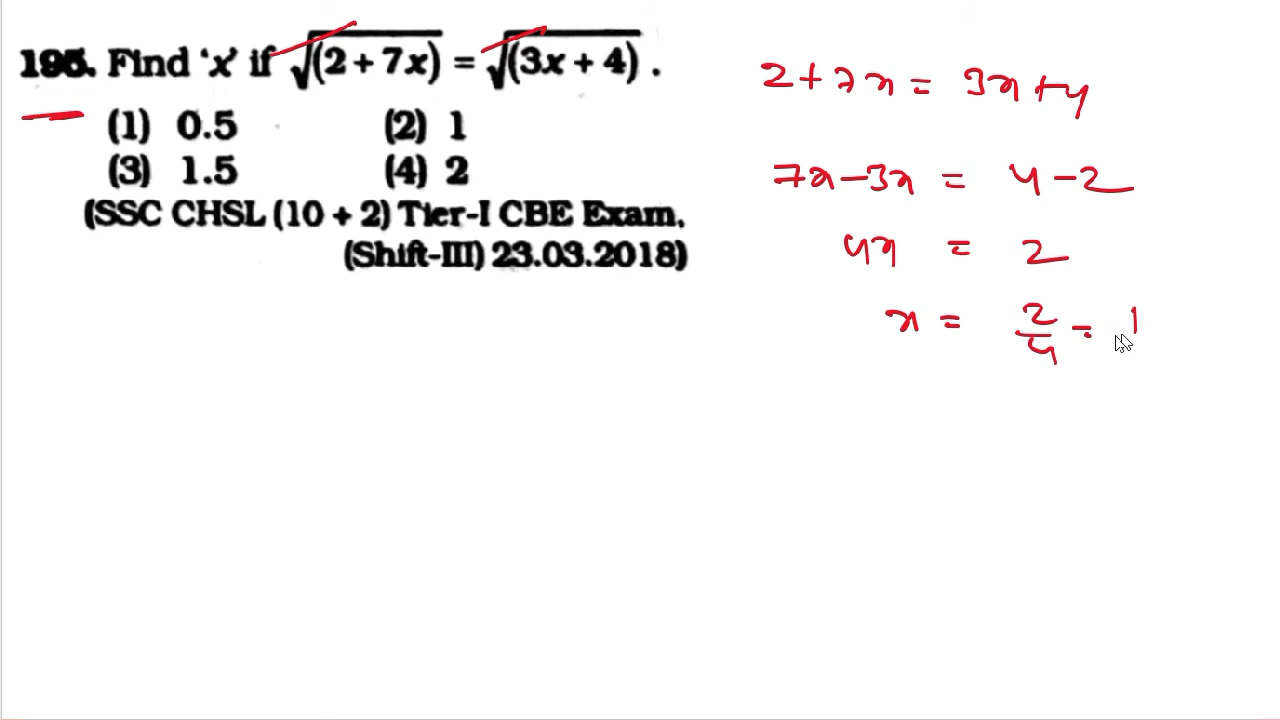 195. Find ‘x’ if √(2 + 7x) = √(3x + 4) .
(1) 0.5 (2) 1
(3) 1.5 (4) 2
(SSC CHSL (10 + 2) Tier-I CBE Exam,
(Shift-III) 23.03.2018)
2+7x = 3x+4
7x-3x = 4-2
4x = 2
x = 2/4 = 1